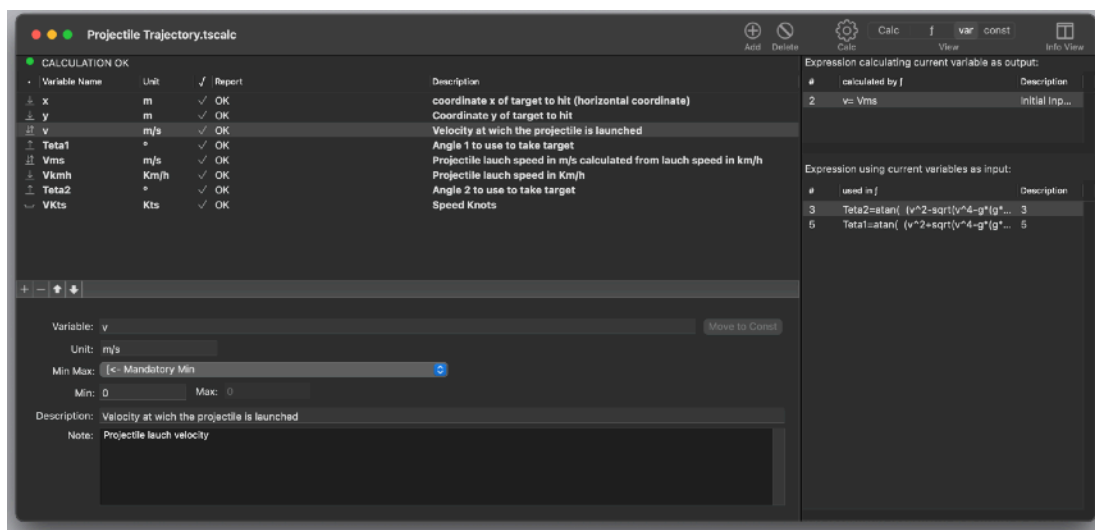 Projectile Trajectory.tscalc
Add Delete Calc Calc ƒ var const View Info View
CALCULATION OK
Variable Name Unit ƒ Report Description
x m ✓ OK coordinate x of target to hit (horizontal coordinate)
y m ✓ OK Coordinate y of target to hit
v m/s ✓ OK Velocity at wich the projectile is launched
Teta1 ° ✓ OK Angle 1 to use to take target
Vms m/s ✓ OK Projectile lauch speed in m/s calculated from lauch speed in km/h
Vkmh Km/h ✓ OK Projectile lauch speed in Km/h
Teta2 ° ✓ OK Angle 2 to use to take target
VKts Kts ✓ OK Speed Knots
Variable: v Move to Const
Unit: m/s
Min Max: [<- Mandatory Min
Min: 0 Max: 0
Description: Velocity at wich the projectile is launched
Note: Projectile lauch velocity
Expression calculating current variable as output:
# calculated by ƒ Description
2 v= Vms Initial Inp...
Expression using current variables as input:
# used in ƒ Description
3 Teta2=atan( (v^2-sqrt(v^4-g*(g*... 3
5 Teta1=atan( (v^2+sqrt(v^4-g*(g*... 5